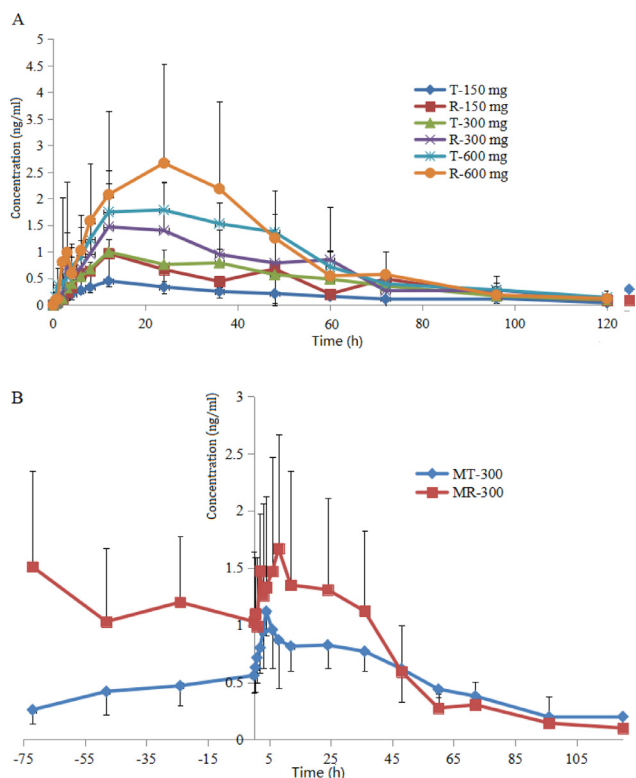 A
Concentration (ng/ml)
5
4.5
4
3.5
3
2.5
2
1.5
1
0.5
0
T-150 mg
R-150 mg
T-300 mg
R-300 mg
T-600 mg
R-600 mg
0 20 40 60 80 100 120
Time (h)
B
Concentration (ng/ml)
3
2.5
2
1.5
1
0.5
0
MT-300
MR-300
-75 -55 -35 -15 5 25 45 65 85 105
Time (h)